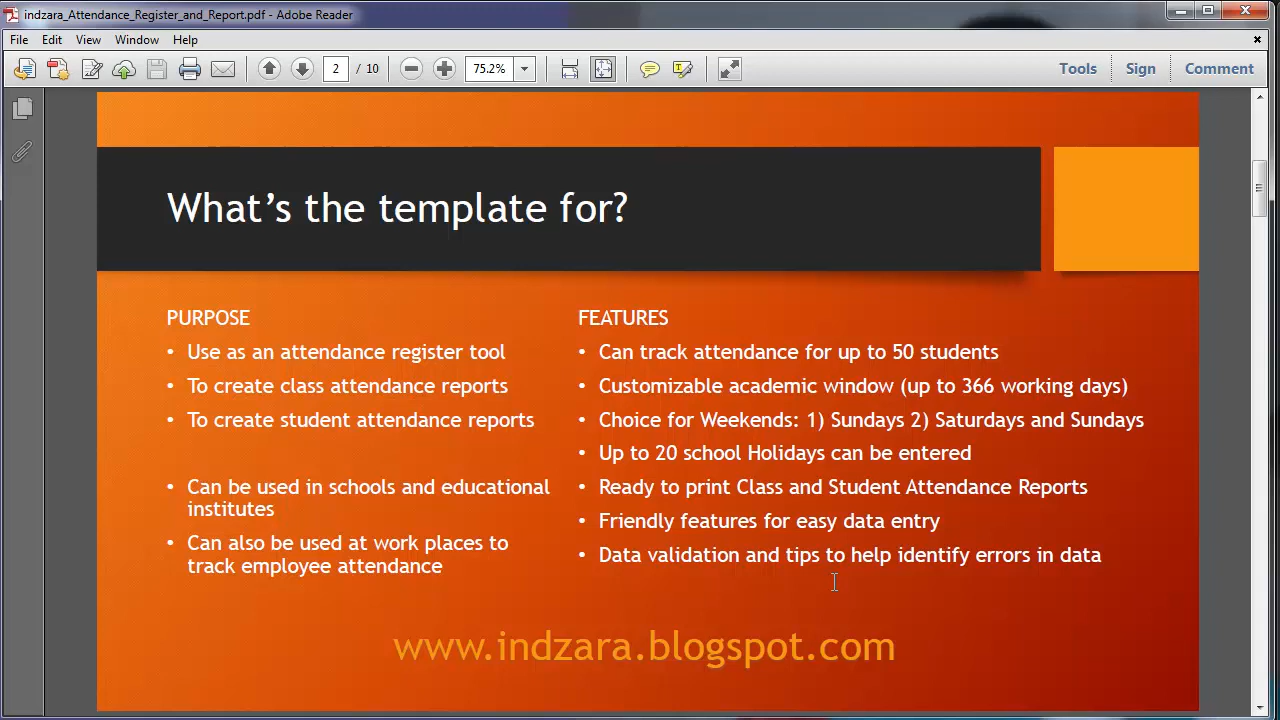 indzara_Attendance_Register_and_Report.pdf - Adobe Reader
File Edit View Window Help
2 / 10 75.2% Tools Sign Comment
What's the template for?
PURPOSE
• Use as an attendance register tool
• To create class attendance reports
• To create student attendance reports
• Can be used in schools and educational
institutes
• Can also be used at work places to
track employee attendance
FEATURES
• Can track attendance for up to 50 students
• Customizable academic window (up to 366 working days)
• Choice for Weekends: 1) Sundays 2) Saturdays and Sundays
• Up to 20 school Holidays can be entered
• Ready to print Class and Student Attendance Reports
• Friendly features for easy data entry
• Data validation and tips to help identify errors in data
www.indzara.blogspot.com